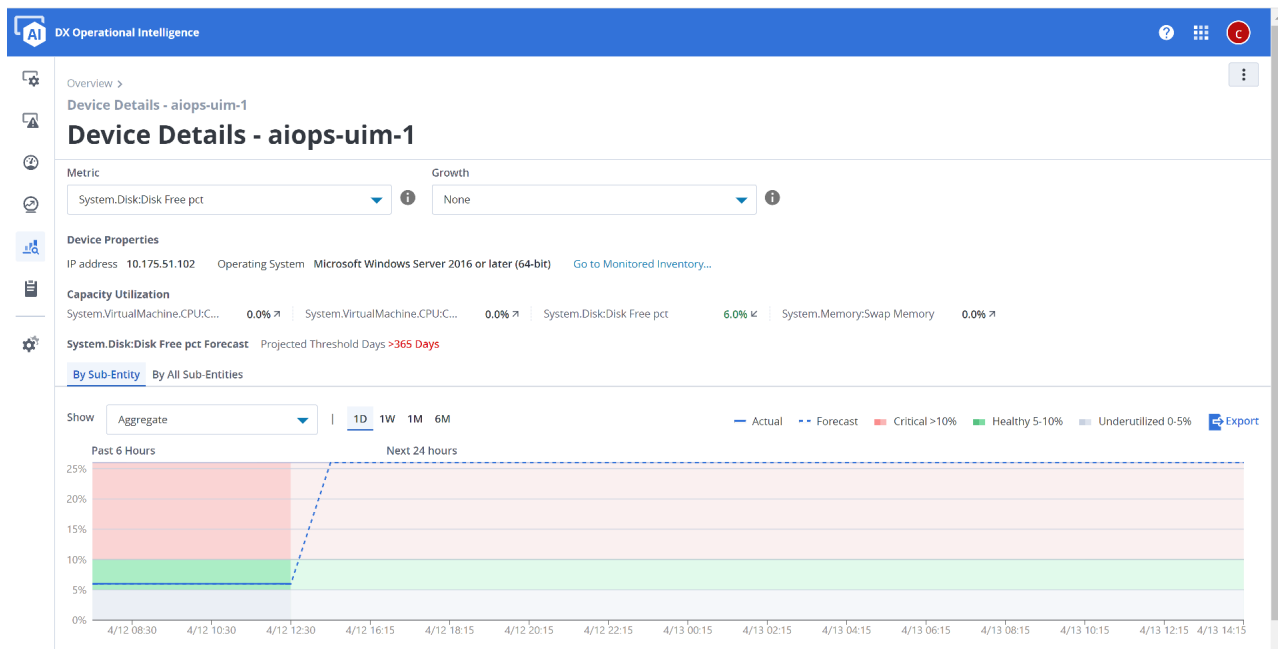 AI DX Operational Intelligence ? C
Overview >
Device Details - aiops-uim-1
Device Details - aiops-uim-1
Metric Growth
System.Disk:Disk Free pct i None i
Device Properties
IP address 10.175.51.102 Operating System Microsoft Windows Server 2016 or later (64-bit) Go to Monitored Inventory...
Capacity Utilization
System.VirtualMachine.CPU:C... 0.0% System.VirtualMachine.CPU:C... 0.0% System.Disk:Disk Free pct 6.0% System.Memory:Swap Memory 0.0%
System.Disk:Disk Free pct Forecast Projected Threshold Days >365 Days
By Sub-Entity By All Sub-Entities
Show Aggregate | 1D 1W 1M 6M Actual Forecast Critical >10% Healthy 5-10% Underutilized 0-5% Export
Past 6 Hours Next 24 hours
25%
20%
15%
10%
5%
0%
4/12 08:30 4/12 10:30 4/12 12:30 4/12 16:15 4/12 18:15 4/12 20:15 4/12 22:15 4/13 00:15 4/13 02:15 4/13 04:15 4/13 06:15 4/13 08:15 4/13 10:15 4/13 12:15 4/13 14:15